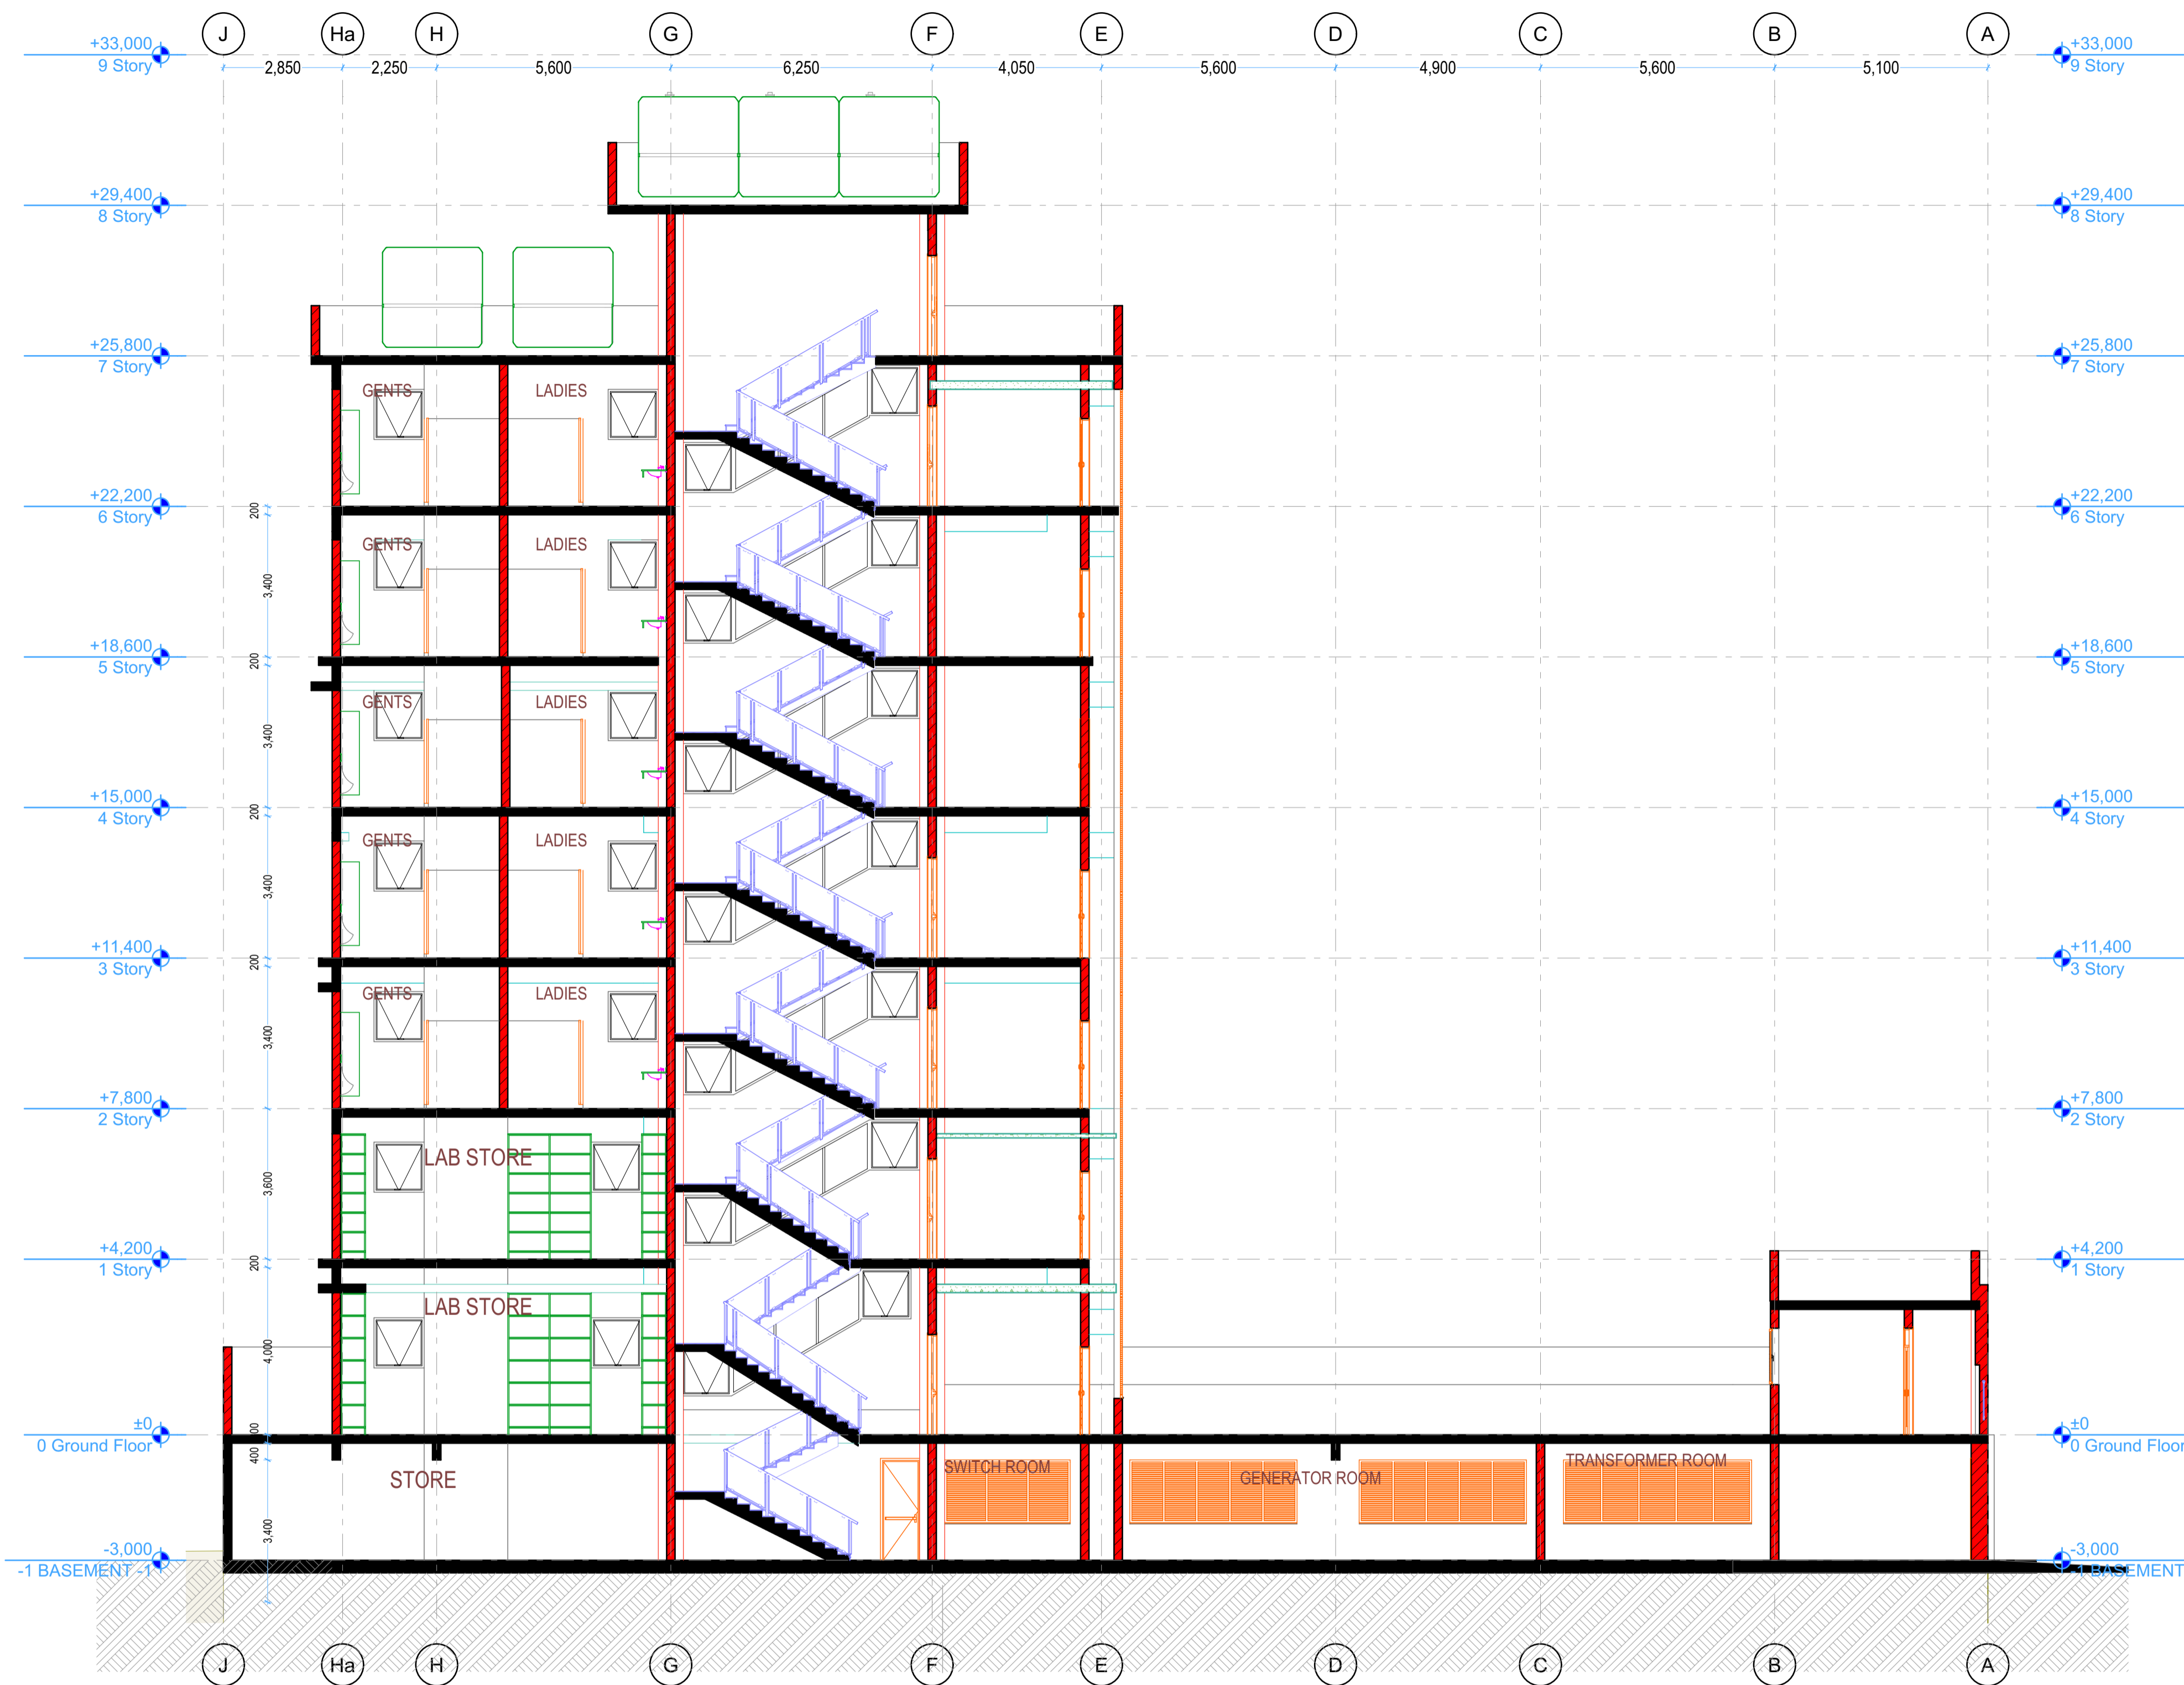 J Ha H G F E D C B A
+33,000 +33,000
9 Story 9 Story
2,850 2,250 5,600 6,250 4,050 5,600 4,900 5,600 5,100
+29,400 +29,400
8 Story 8 Story
+25,800 +25,800
7 Story 7 Story
GENTS LADIES
+22,200 +22,200
6 Story 6 Story
200
GENTS LADIES
3,400
+18,600 +18,600
5 Story 5 Story
200
GENTS LADIES
3,400
+15,000 +15,000
4 Story 4 Story
200
GENTS LADIES
3,400
+11,400 +11,400
3 Story 3 Story
200
GENTS LADIES
3,400
+7,800 +7,800
2 Story 2 Story
LAB STORE
3,600
+4,200 +4,200
1 Story 1 Story
200
LAB STORE
4,000
±0 ±0
0 Ground Floor 0 Ground Floor
400
SWITCH ROOM GENERATOR ROOM TRANSFORMER ROOM
STORE
3,400
-3,000 -3,000
-1 BASEMENT -1 -1 BASEMENT
J Ha H G F E D C B A